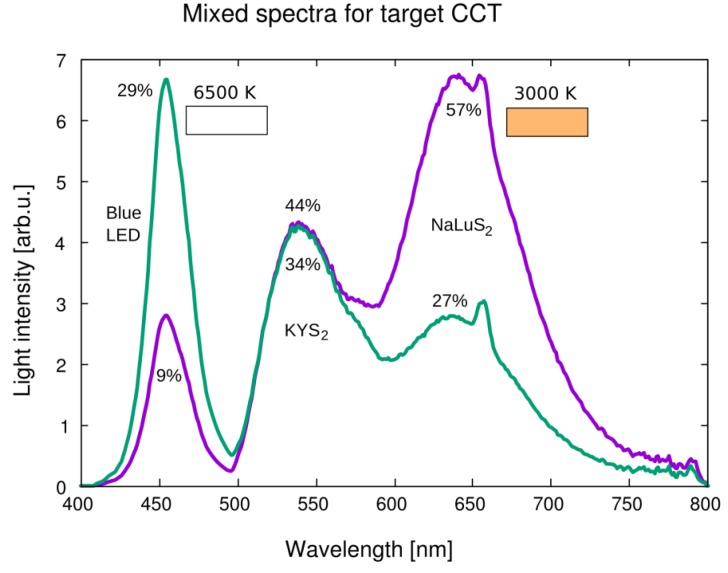 Mixed spectra for target CCT
7
6
5
4
3
2
1
0
Light intensity [arb.u.]
29%
6500 K
3000 K
57%
Blue
LED
44%
34%
NaLuS2
27%
KYS2
9%
400 450 500 550 600 650 700 750 800
Wavelength [nm]